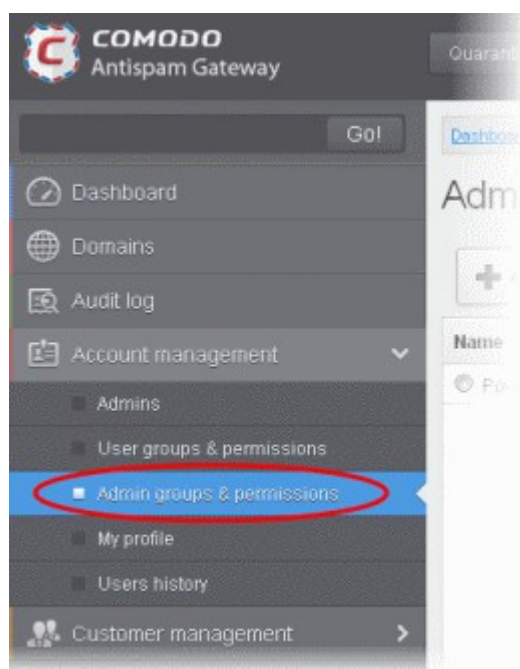 COMODO
Antispam Gateway
Go!
Dashboard
Domains
Audit log
Account management
Admins
User groups & permissions
Admin groups & permissions
My profile
Users history
Customer management
Name